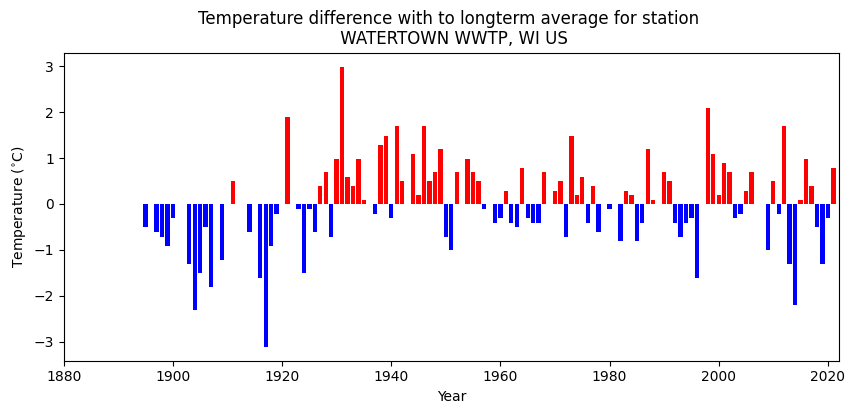 Temperature difference with to longterm average for station
WATERTOWN WWTP, WI US
Temperature (°C)
3
2
1
0
−1
−2
−3
1880 1900 1920 1940 1960 1980 2000 2020
Year